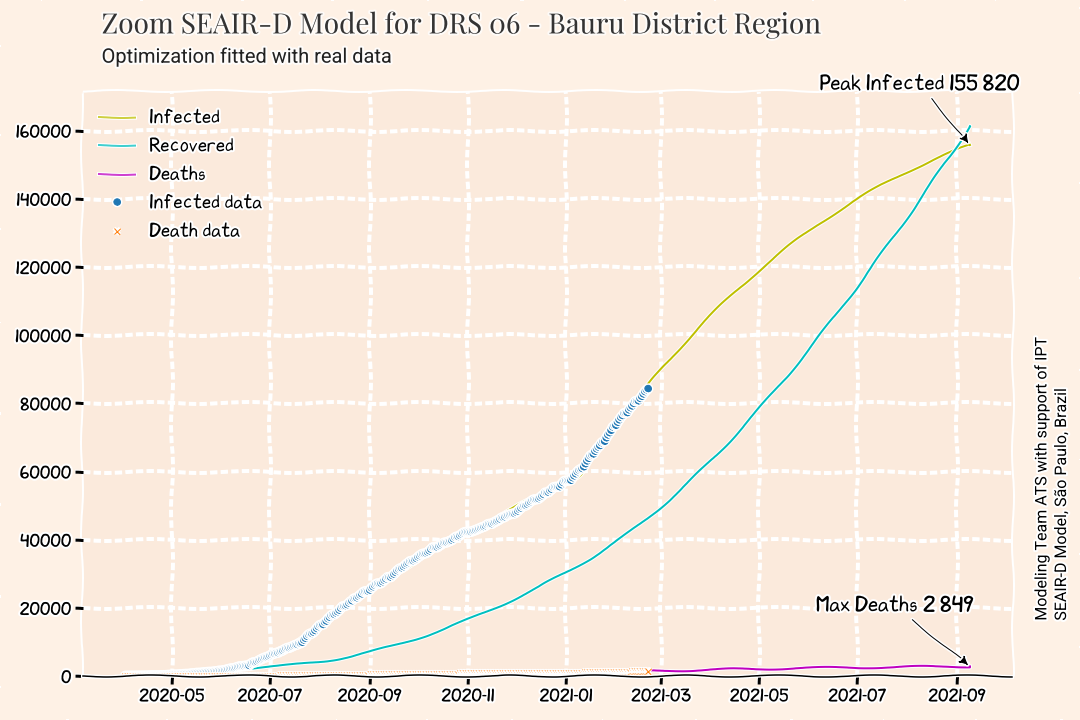 Zoom SEAIR-D Model for DRS 06 - Bauru District Region
Optimization fitted with real data
Peak Infected 155 820
Infected
Recovered
Deaths
Infected data
Death data
160000
140000
120000
100000
80000
60000
40000
20000
0
Max Deaths 2 849
2020-05 2020-07 2020-09 2020-11 2021-01 2021-03 2021-05 2021-07 2021-09
Modeling Team ATS with support of IPT
SEAIR-D Model, São Paulo, Brazil